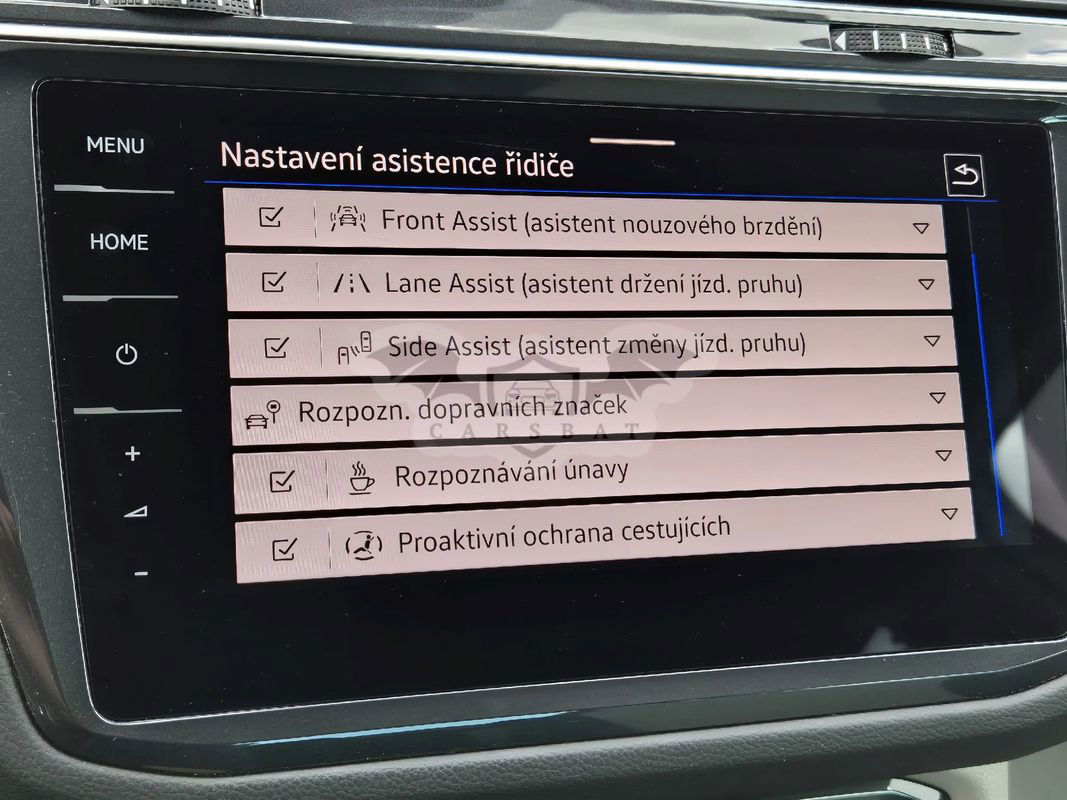 MENU
Nastavení asistence řidiče
Front Assist (asistent nouzového brzdění)
HOME
Lane Assist (asistent držení jízd. pruhu)
Side Assist (asistent změny jízd. pruhu)
Rozpozn. dopravních značek
CARSBAT
+
Rozpoznávání únavy
Proaktivní ochrana cestujících
-